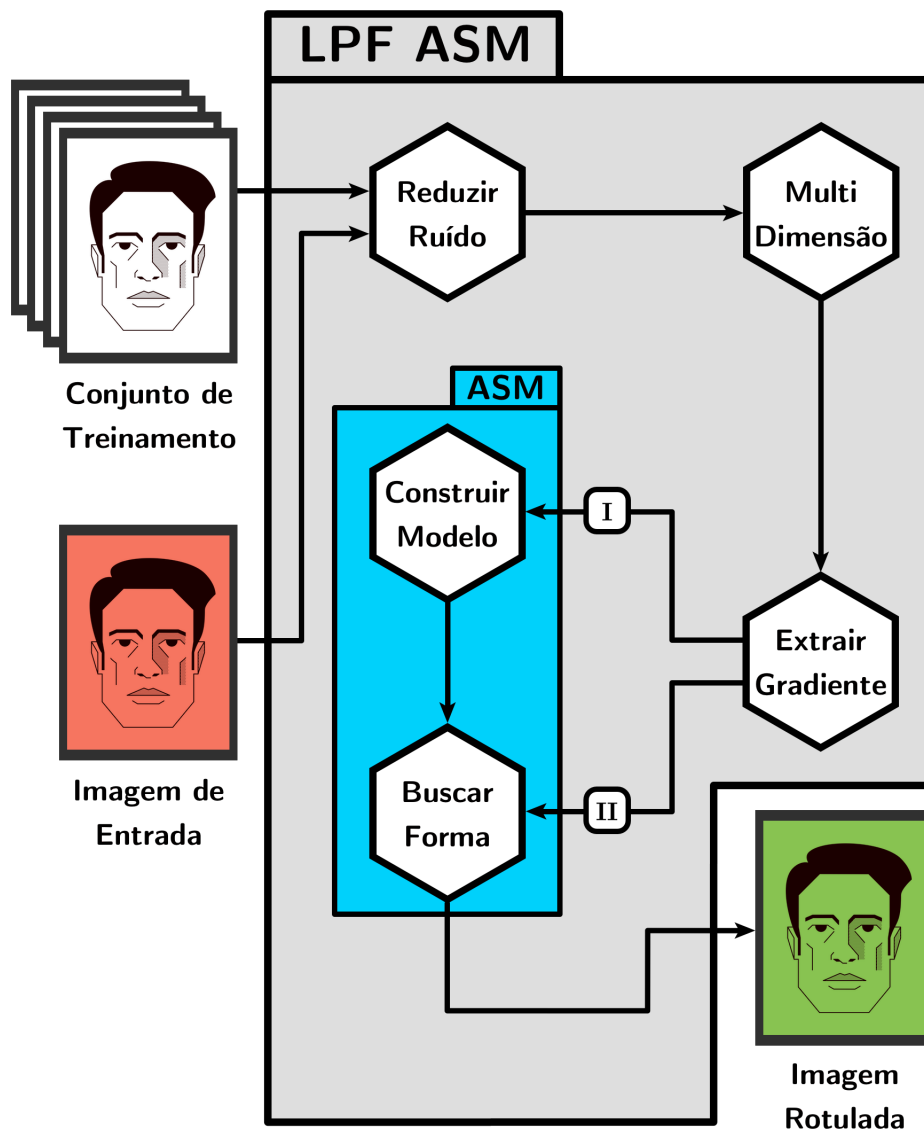 LPF ASM
Reduzir
Ruído
Multi
Dimensão
Conjunto de
Treinamento
ASM
Construir
Modelo
I
Extrair
Gradiente
Imagem de
Entrada
Buscar
Forma
II
Imagem
Rotulada